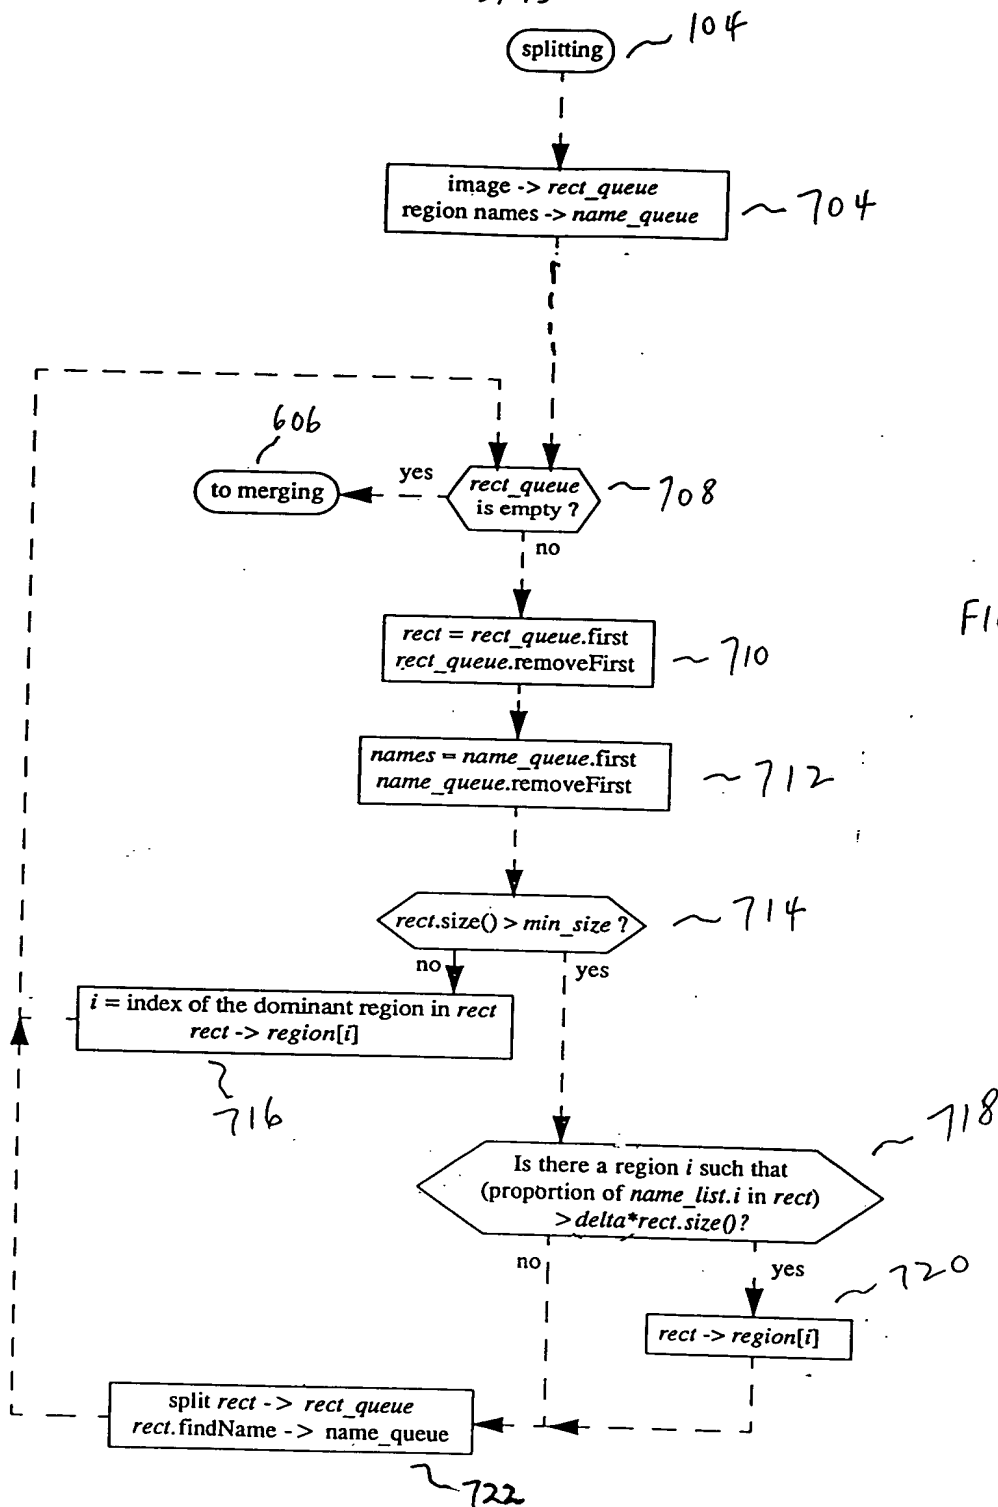 splitting
104
image -> rect_queue
region names -> name_queue
704
606
to merging
yes
rect_queue
is empty ?
708
no
rect = rect_queue.first
rect_queue.removeFirst
710
names = name_queue.first
name_queue.removeFirst
712
rect.size() > min_size ?
714
no
yes
i = index of the dominant region in rect
rect -> region[i]
716
Is there a region i such that
(proportion of name_list.i in rect)
>delta*rect.size()?
718
no
yes
720
rect -> region[i]
split rect -> rect_queue
rect.findName -> name_queue
722